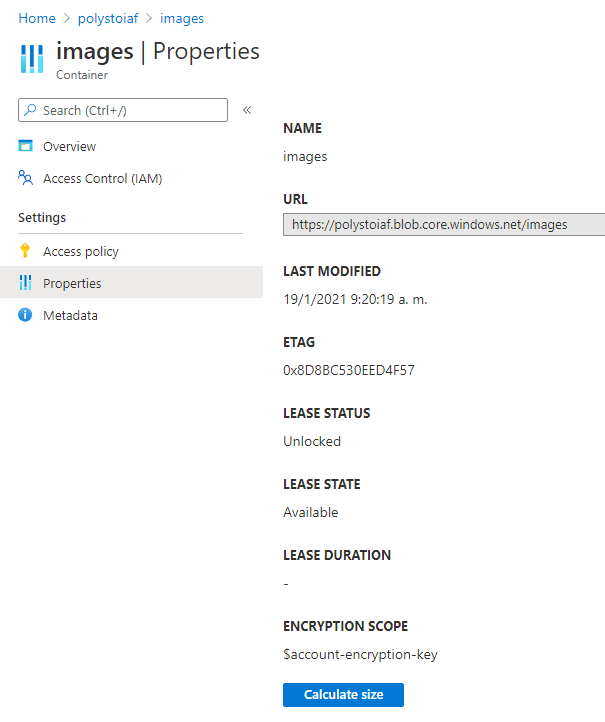 Home > polystoiaf > images
images | Properties
Container
Search (Ctrl+/)
«
Overview
Access Control (IAM)
Settings
Access policy
Properties
Metadata
NAME
images
URL
https://polystoiaf.blob.core.windows.net/images
LAST MODIFIED
19/1/2021 9:20:19 a. m.
ETAG
0x8D8BC530EED4F57
LEASE STATUS
Unlocked
LEASE STATE
Available
LEASE DURATION
-
ENCRYPTION SCOPE
$account-encryption-key
Calculate size